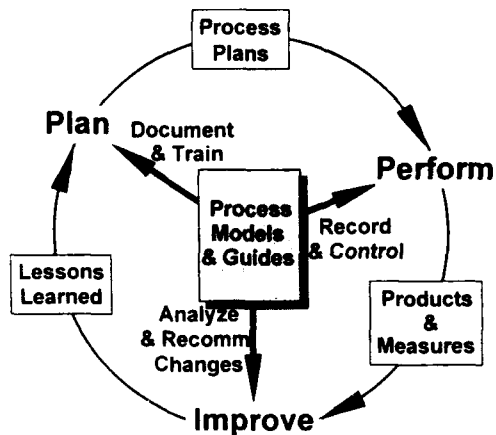 Process
Plans
Plan
Document
& Train
Perform
Process
Models
& Guides
Record
& Control
Lessons
Learned
Products
&
Measures
Analyze
& Recomm
Changes
Improve